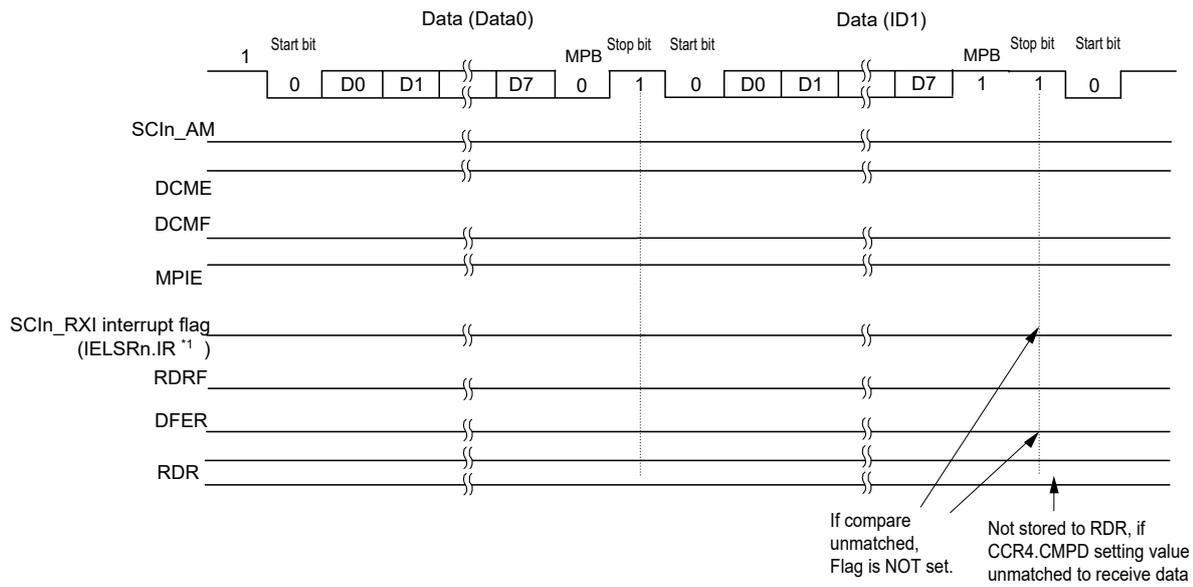 Data (Data0) Data (ID1)
1 Start bit MPB Stop bit Start bit MPB Stop bit Start bit
0 D0 D1 D7 0 1 0 D0 D1 D7 1 1 0
SCIn_AM
DCME
DCMF
MPIE
SCIn_RXI interrupt flag
(IELSRn.IR *1 )
RDRF
DFER
RDR
If compare
unmatched,
Flag is NOT set.
Not stored to RDR, if
CCR4.CMPD setting value
unmatched to receive data